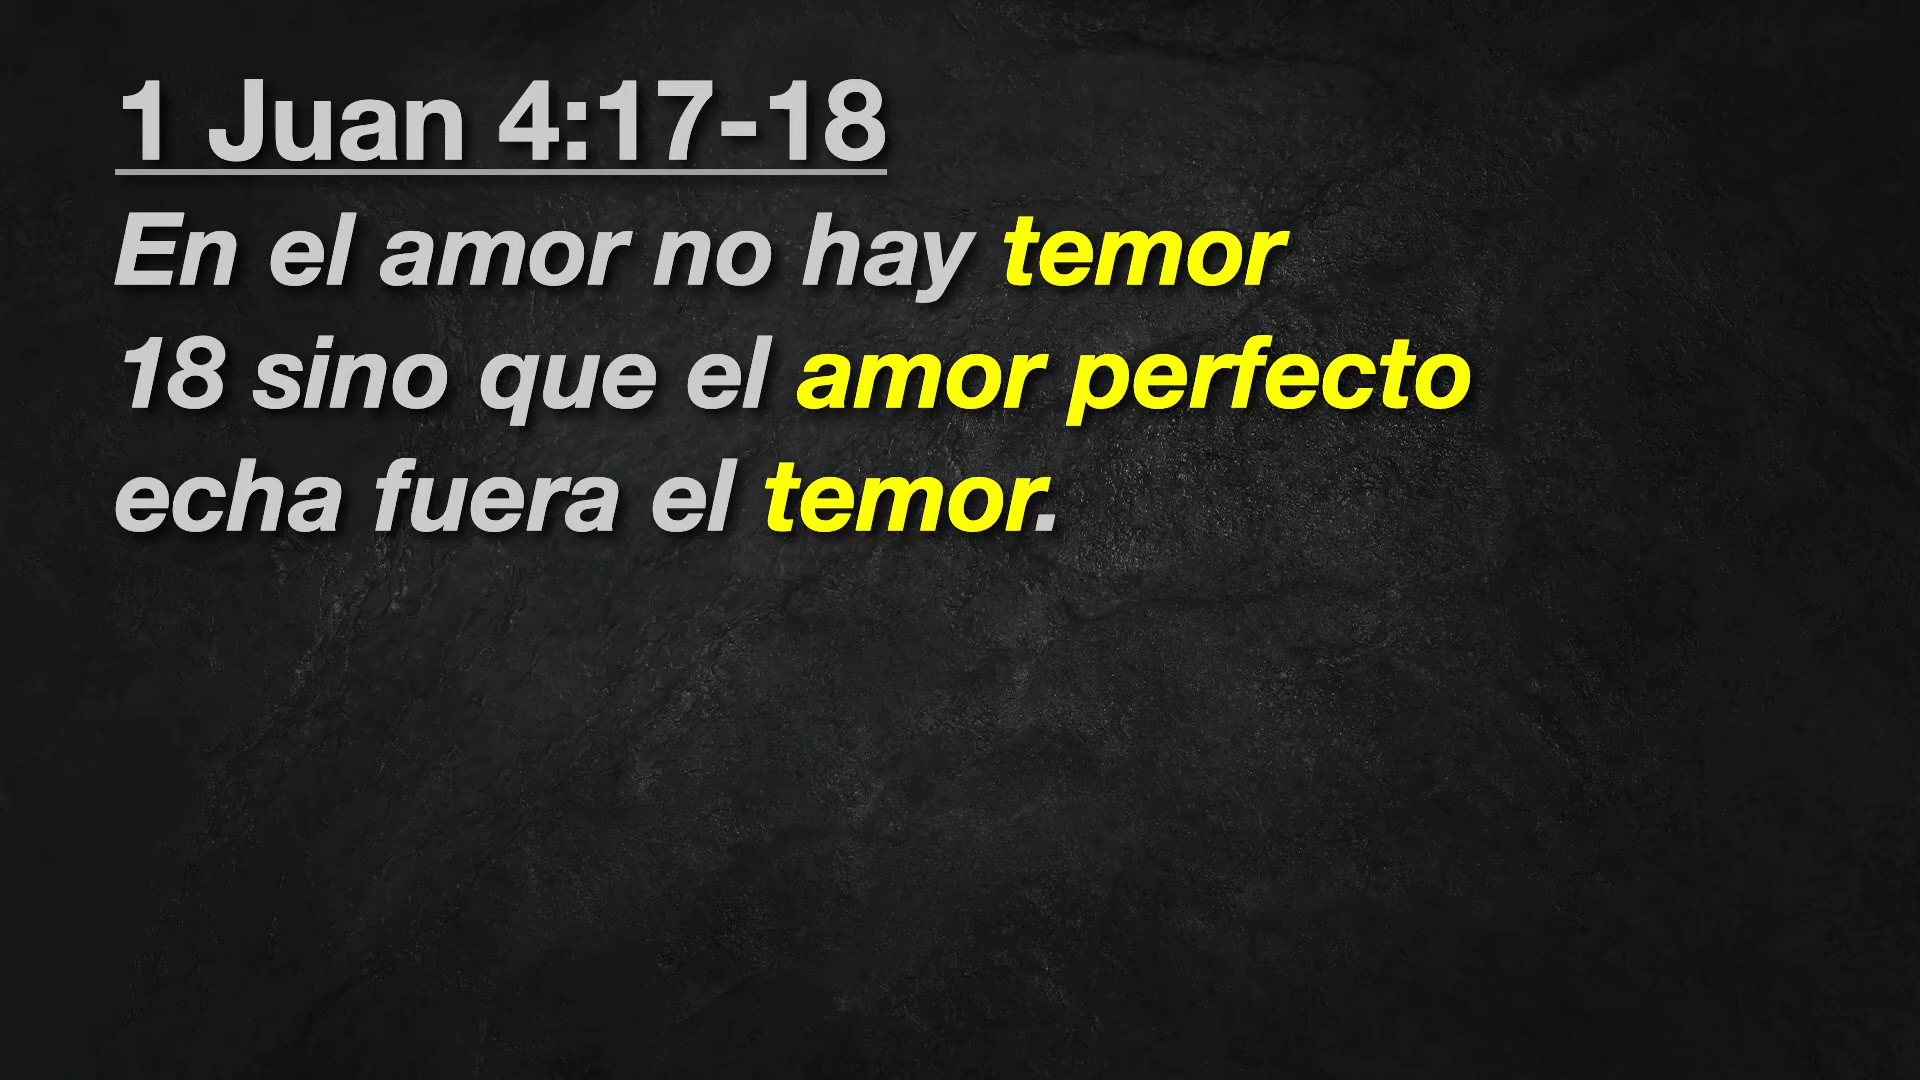 1 Juan 4:17-18
En el amor no hay temor
18 sino que el amor perfecto
echa fuera el temor.